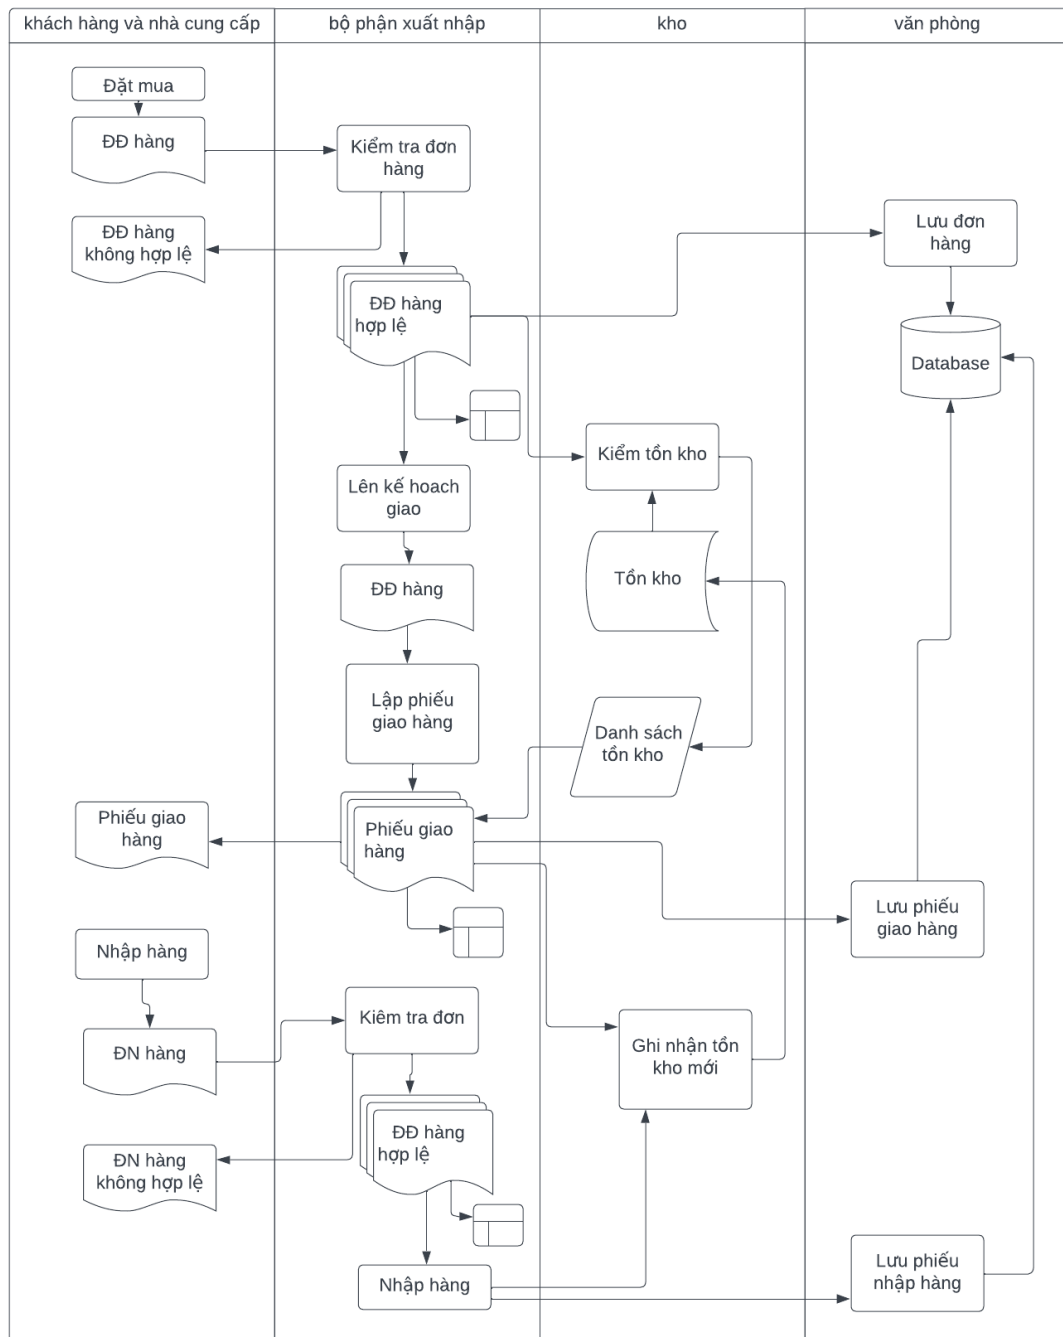 khách hàng và nhà cung cấp
bộ phận xuất nhập
kho
văn phòng
Đặt mua
ĐĐ hàng
Kiểm tra đơn
hàng
ĐĐ hàng
không hợp lệ
Lưu đơn
hàng
ĐĐ hàng
hợp lệ
Database
Kiểm tồn kho
Lên kế hoach
giao
Tồn kho
ĐĐ hàng
Lập phiếu
giao hàng
Danh sách
tồn kho
Phiếu giao
hàng
Phiếu giao
hàng
Lưu phiếu
giao hàng
Nhập hàng
Kiêm tra đơn
ĐN hàng
Ghi nhận tồn
kho mới
ĐĐ hàng
hợp lệ
ĐN hàng
không hợp lệ
Nhập hàng
Lưu phiếu
nhập hàng